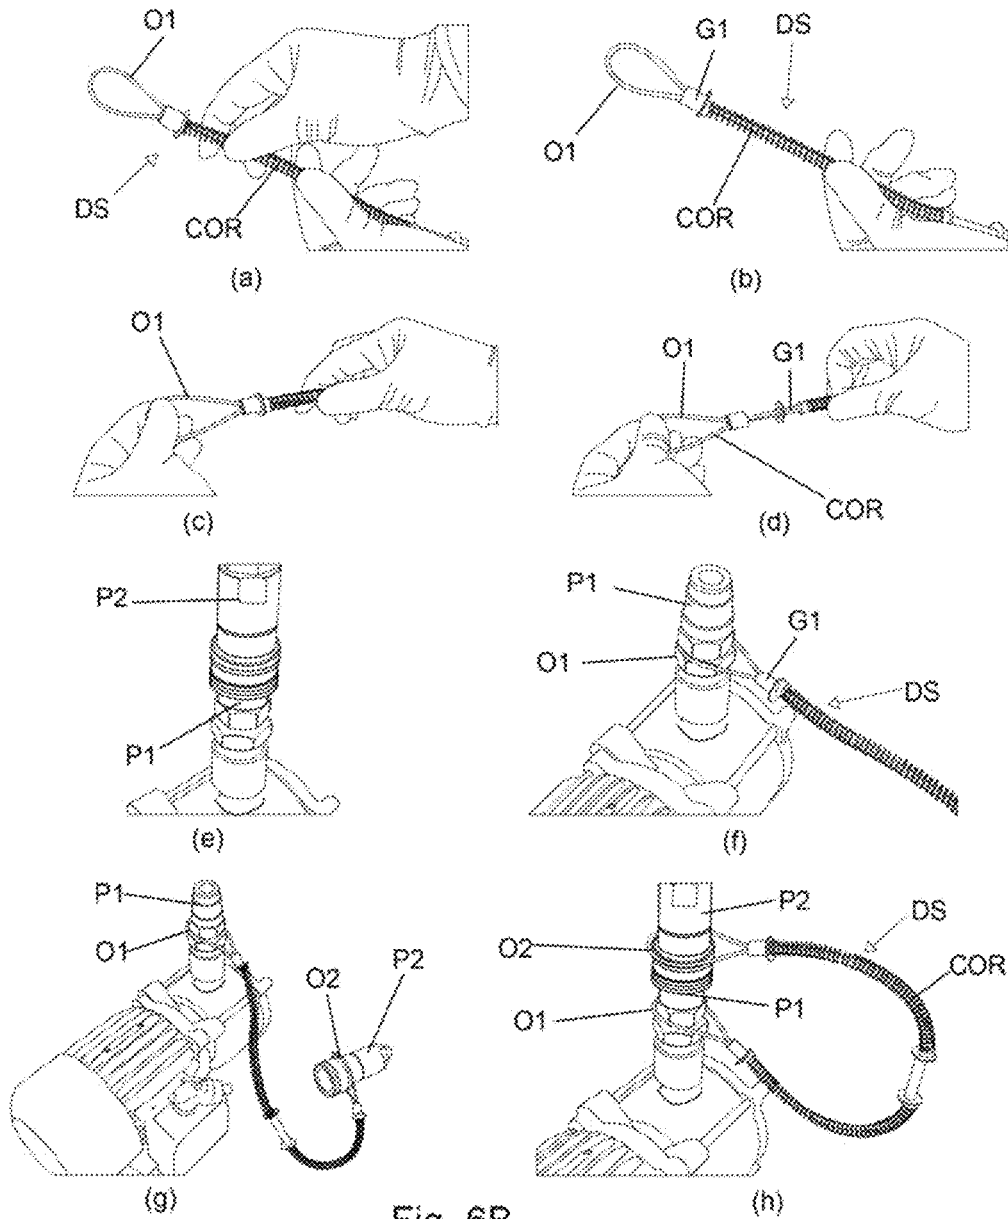 O1
DS
COR
(a)
G1
DS
O1
COR
(b)
O1
(c)
O1
G1
COR
(d)
P2
P1
(e)
P1
G1
O1
DS
(f)
P1
O1
O2
P2
(g)
P2
DS
O2
COR
P1
O1
(h)